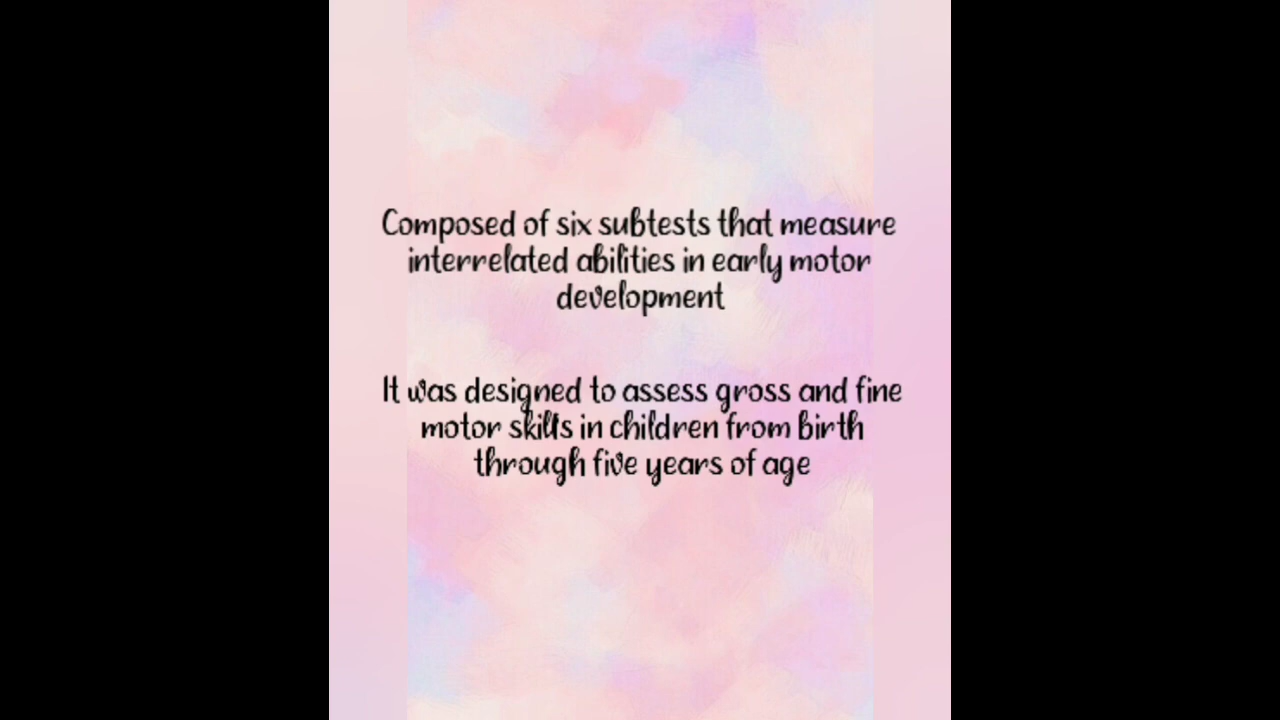 Composed of six subtests that measure
interrelated abilities in early motor
development
It was designed to assess gross and fine
motor skills in children from birth
through five years of age